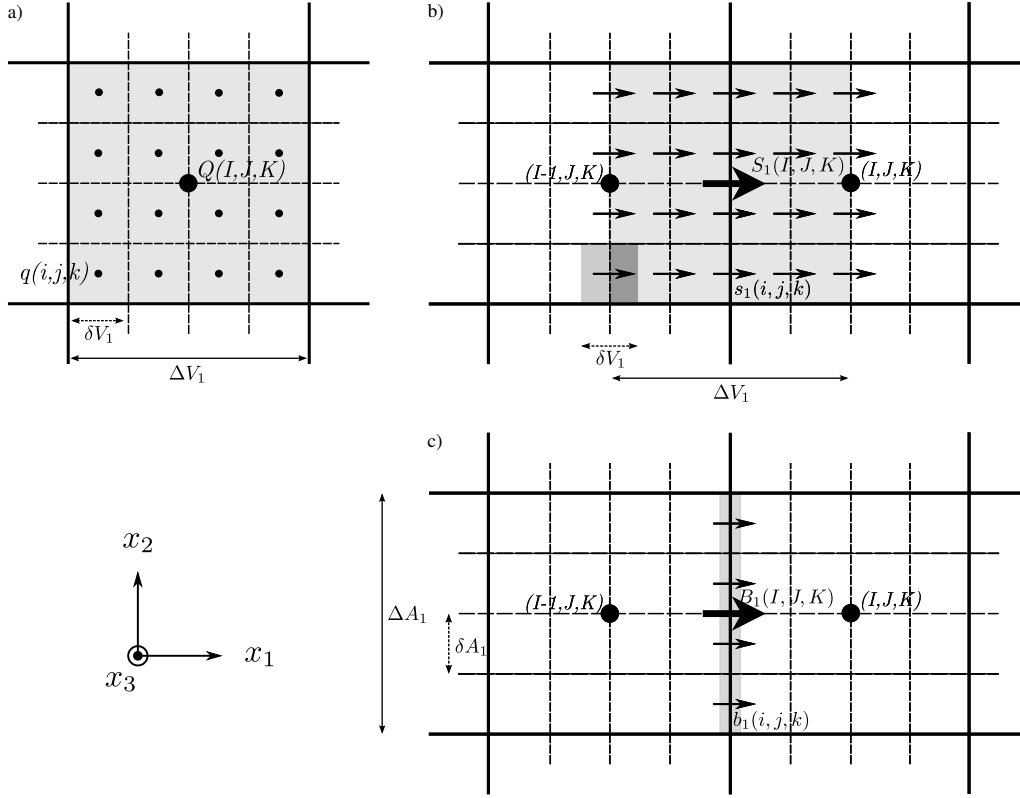 a)
Q(I,J,K)
q(i,j,k)
δV₁
ΔV₁
b)
(I-1,J,K)
S₁(I, J, K)
(I,J,K)
s₁(i, j, k)
δV₁
ΔV₁
c)
(I-1,J,K)
B₁(I, J, K)
(I,J,K)
ΔA₁
δA₁
b₁(i, j, k)
x₂
x₁
x₃